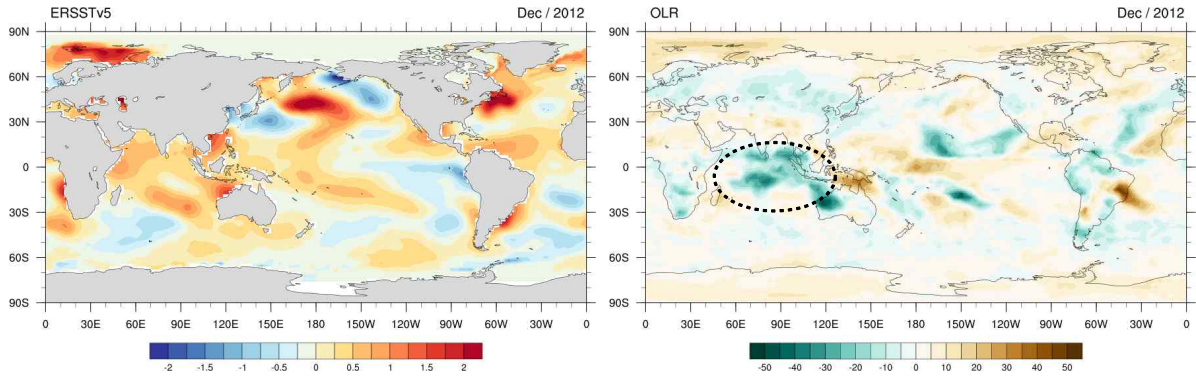 ERSSTv5 Dec / 2012
90N
60N
30N
0
30S
60S
90S
0 30E 60E 90E 120E 150E 180 150W 120W 90W 60W 30W 0
-2 -1.5 -1 -0.5 0 0.5 1 1.5 2
OLR Dec / 2012
90N
60N
30N
0
30S
60S
90S
0 30E 60E 90E 120E 150E 180 150W 120W 90W 60W 30W 0
-50 -40 -30 -20 -10 0 10 20 30 40 50